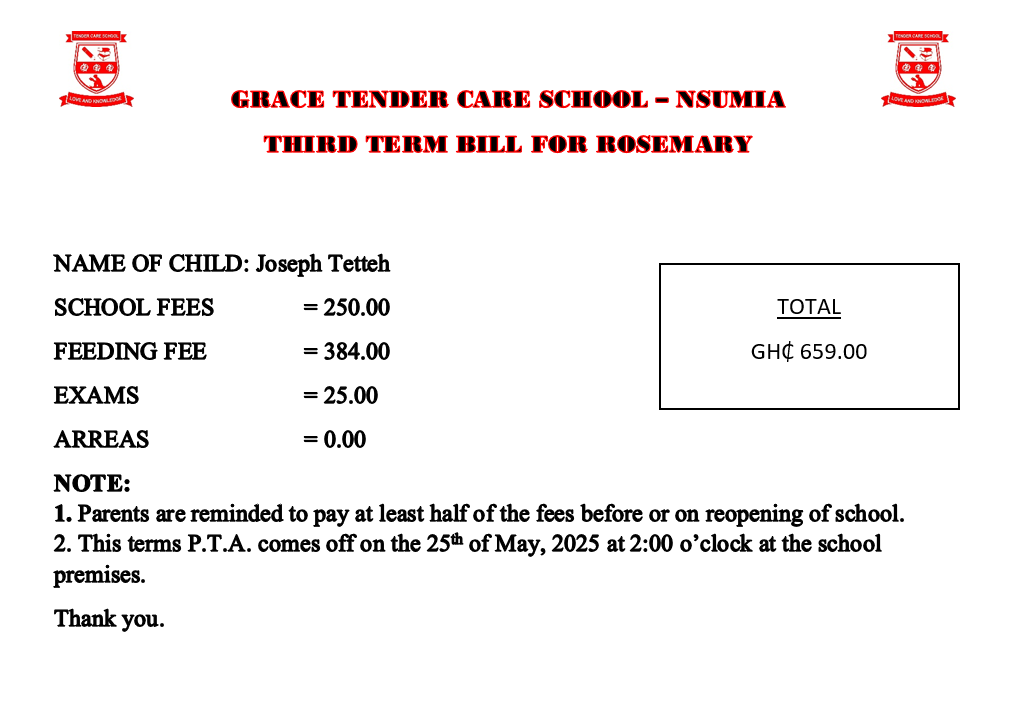 TENDER CARE SCHOOL
LOVE AND KNOWLEDGE
TENDER CARE SCHOOL
LOVE AND KNOWLEDGE
GRACE TENDER CARE SCHOOL – NSUMIA
THIRD TERM BILL FOR ROSEMARY
NAME OF CHILD: Joseph Tetteh
SCHOOL FEES = 250.00
FEEDING FEE = 384.00
EXAMS = 25.00
ARREAS = 0.00
TOTAL
GH₵ 659.00
NOTE:
1. Parents are reminded to pay at least half of the fees before or on reopening of school.
2. This terms P.T.A. comes off on the 25th of May, 2025 at 2:00 o’clock at the school
premises.
Thank you.